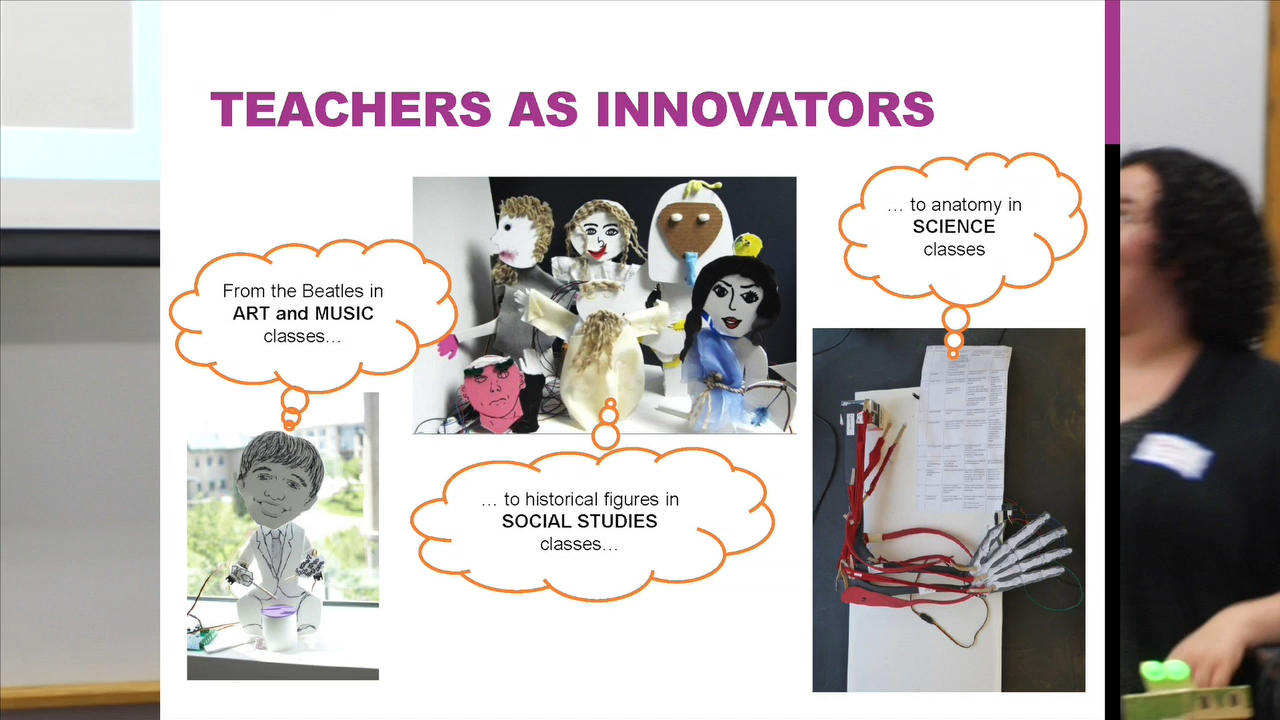 TEACHERS AS INNOVATORS
From the Beatles in
ART and MUSIC
classes…
… to historical figures in
SOCIAL STUDIES
classes…
… to anatomy in
SCIENCE
classes